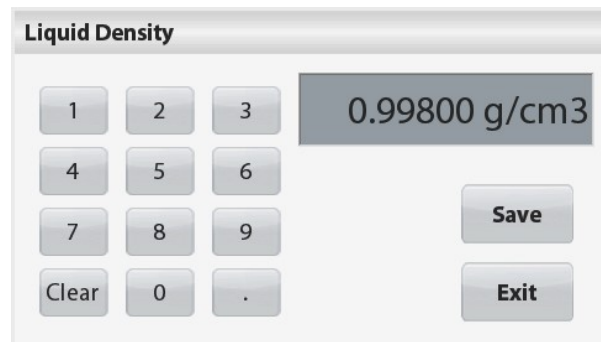 Liquid Density
1 2 3
0.99800 g/cm3
4 5 6
Save
7 8 9
Clear 0 .
Exit